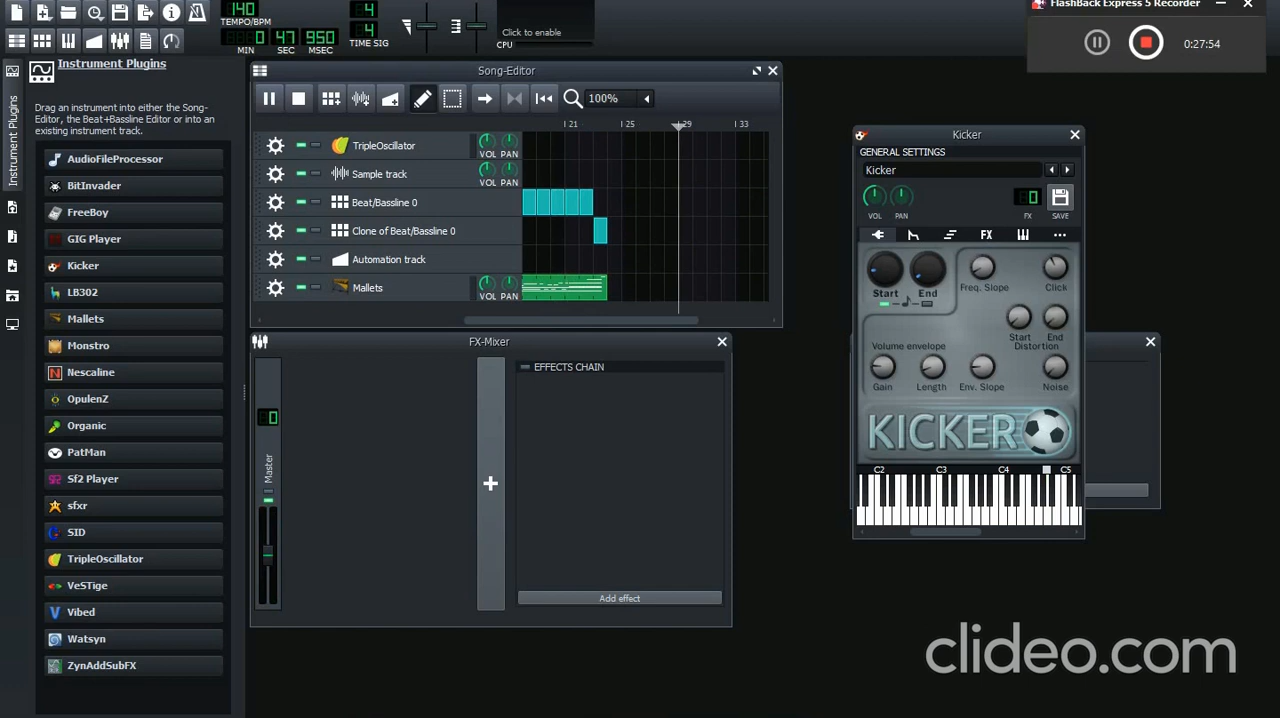 FlashBack Express 5 Recorder
0:27:54
140
TEMPO/BPM
0 47 950
MIN SEC MSEC
4
4
TIME SIG
Click to enable
CPU
Instrument Plugins
Instrument Plugins
Drag an instrument into either the Song-
Editor, the Beat+Bassline Editor or into an
existing instrument track.
AudioFileProcessor
BitInvader
FreeBoy
GIG Player
Kicker
LB302
Mallets
Monstro
Nescaline
OpulenZ
Organic
PatMan
Sf2 Player
sfxr
SID
TripleOscillator
VeSTige
Vibed
Watsyn
ZynAddSubFX
Song-Editor
100%
21 25 29 33
TripleOscillator
VOL PAN
Sample track
VOL PAN
Beat/Bassline 0
Clone of Beat/Bassline 0
Automation track
Mallets
VOL PAN
FX-Mixer
0
Master
EFFECTS CHAIN
Add effect
Kicker
GENERAL SETTINGS
Kicker
0
VOL PAN FX SAVE
FX
Start End Freq. Slope Click
Start End
Distortion
Volume envelope
Gain Length Env. Slope Noise
KICKER
C2 C3 C4 C5
clideo.com